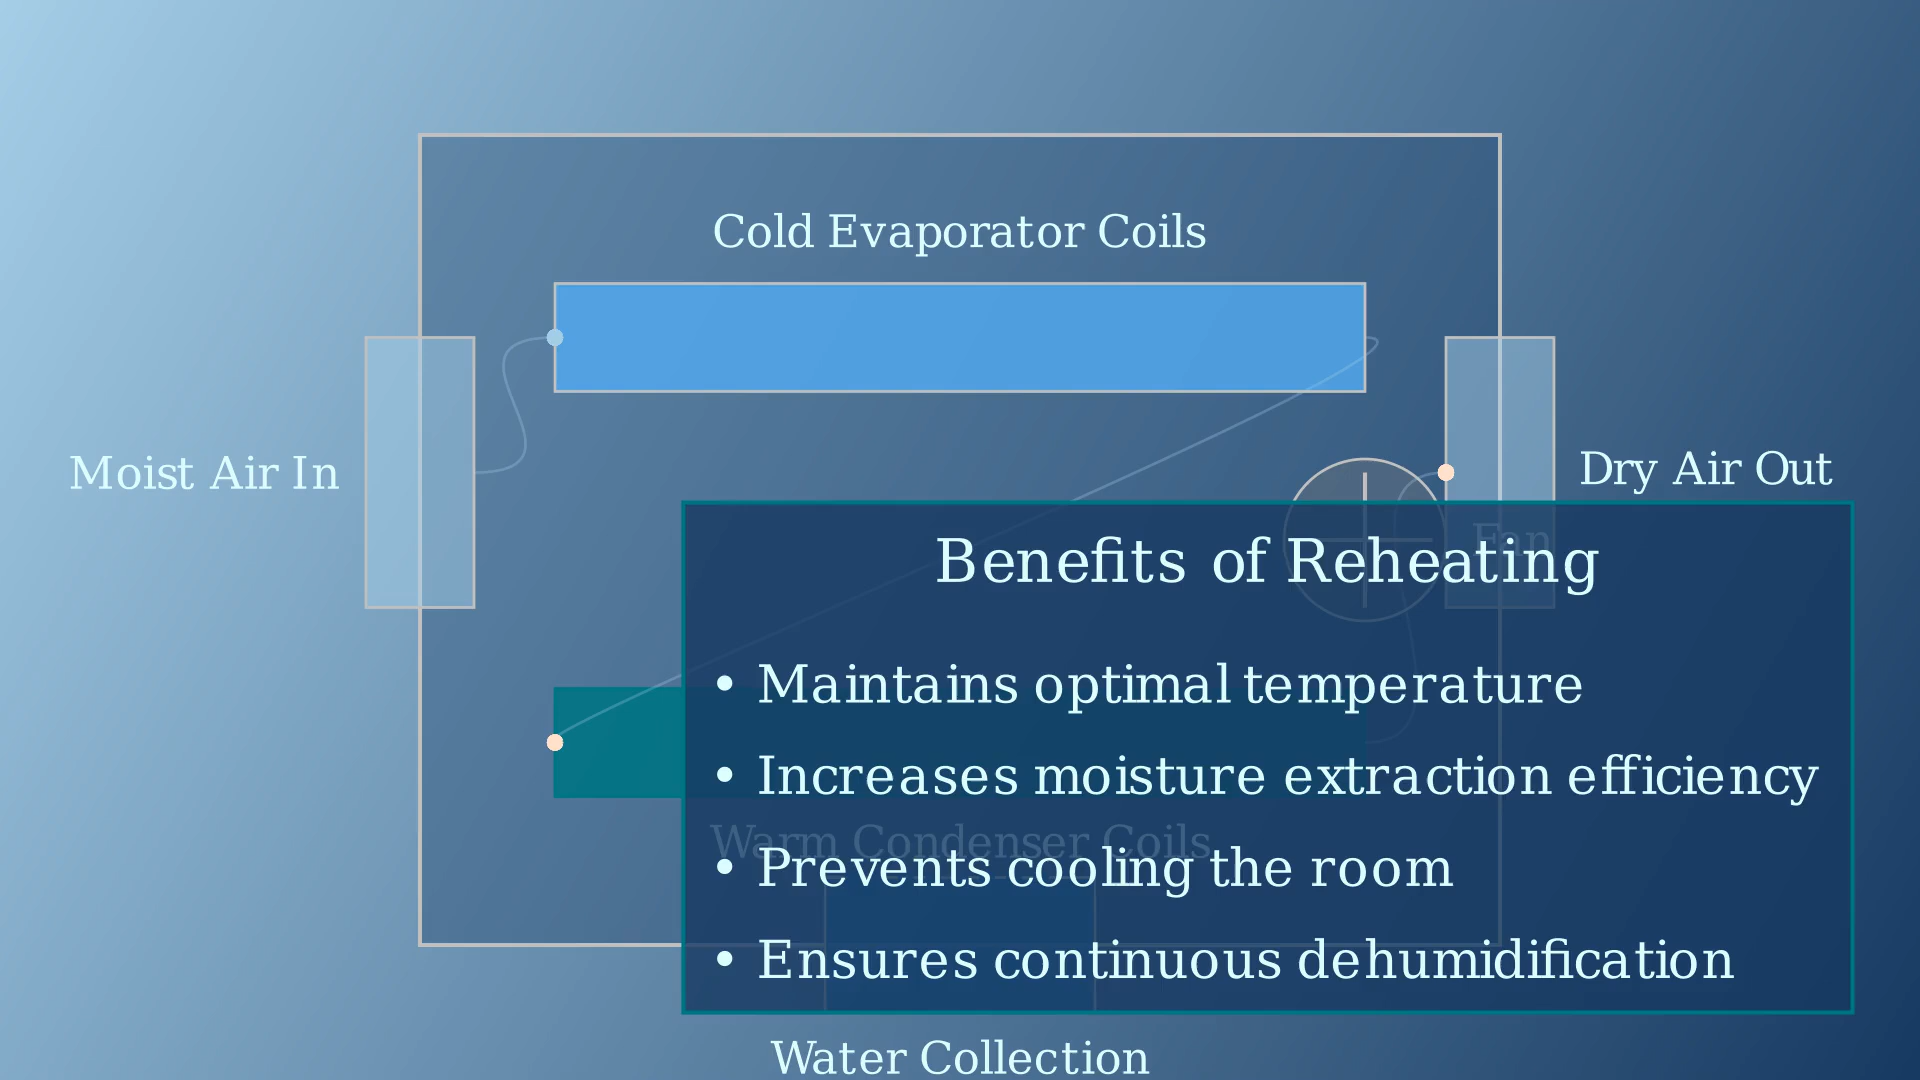 Cold Evaporator Coils
Moist Air In
Dry Air Out
Fan
Benefits of Reheating
• Maintains optimal temperature
• Increases moisture extraction efficiency
Warm Condenser Coils
• Prevents cooling the room
• Ensures continuous dehumidification
Water Collection